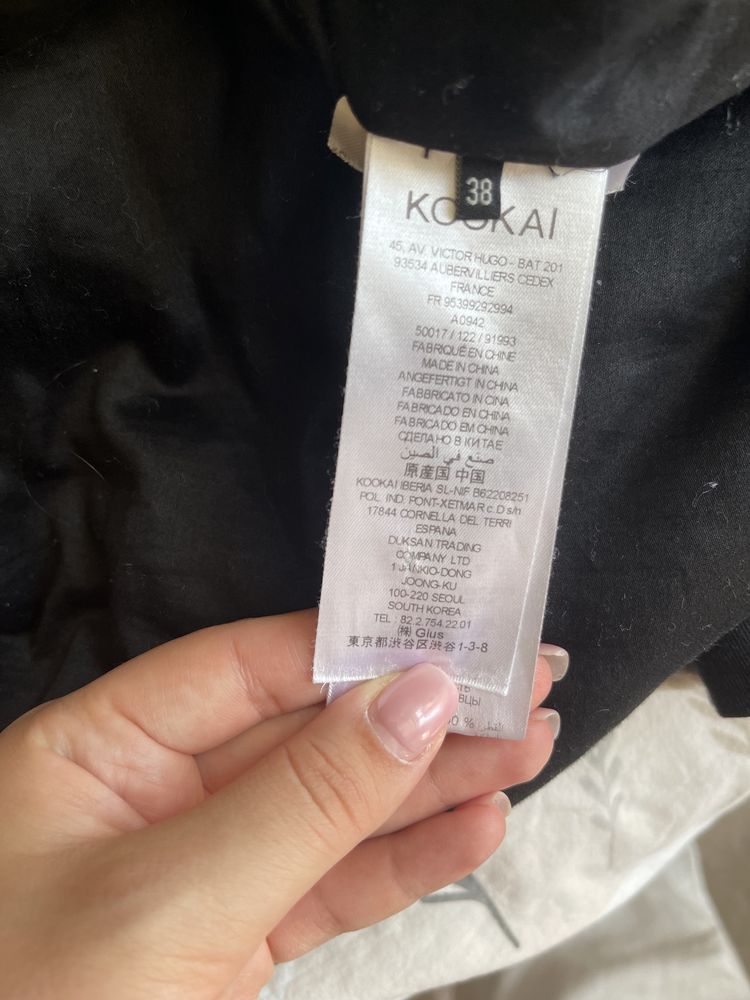 38
KOOKAI
45, AV. VICTOR HUGO - BAT 201
93534 AUBERVILLIERS CEDEX
FRANCE
FR 95399292994
A0942
50017 / 122 / 91993
FABRIQUÉ EN CHINE
MADE IN CHINA
ANGEFERTIGT IN CHINA
FABBRICATO IN CINA
FABRICADO EN CHINA
FABRICADO EM CHINA
СДЕЛАНО В КИТАЕ
صنع في الصين
原産国 中国
KOOKAI IBERIA SL-NIF B62208251
POL. IND. PONT-XETMAR c. D s/n
17844 CORNELLA DEL TERRI
ESPANA
DUKSAN TRADING
COMPANY LTD
1 JANKIO-DONG
JOONG-KU
100-220 SEOUL
SOUTH KOREA
TEL : 82.2.754.22.01
㈱ Glus
東京都渋谷区渋谷1-3-8